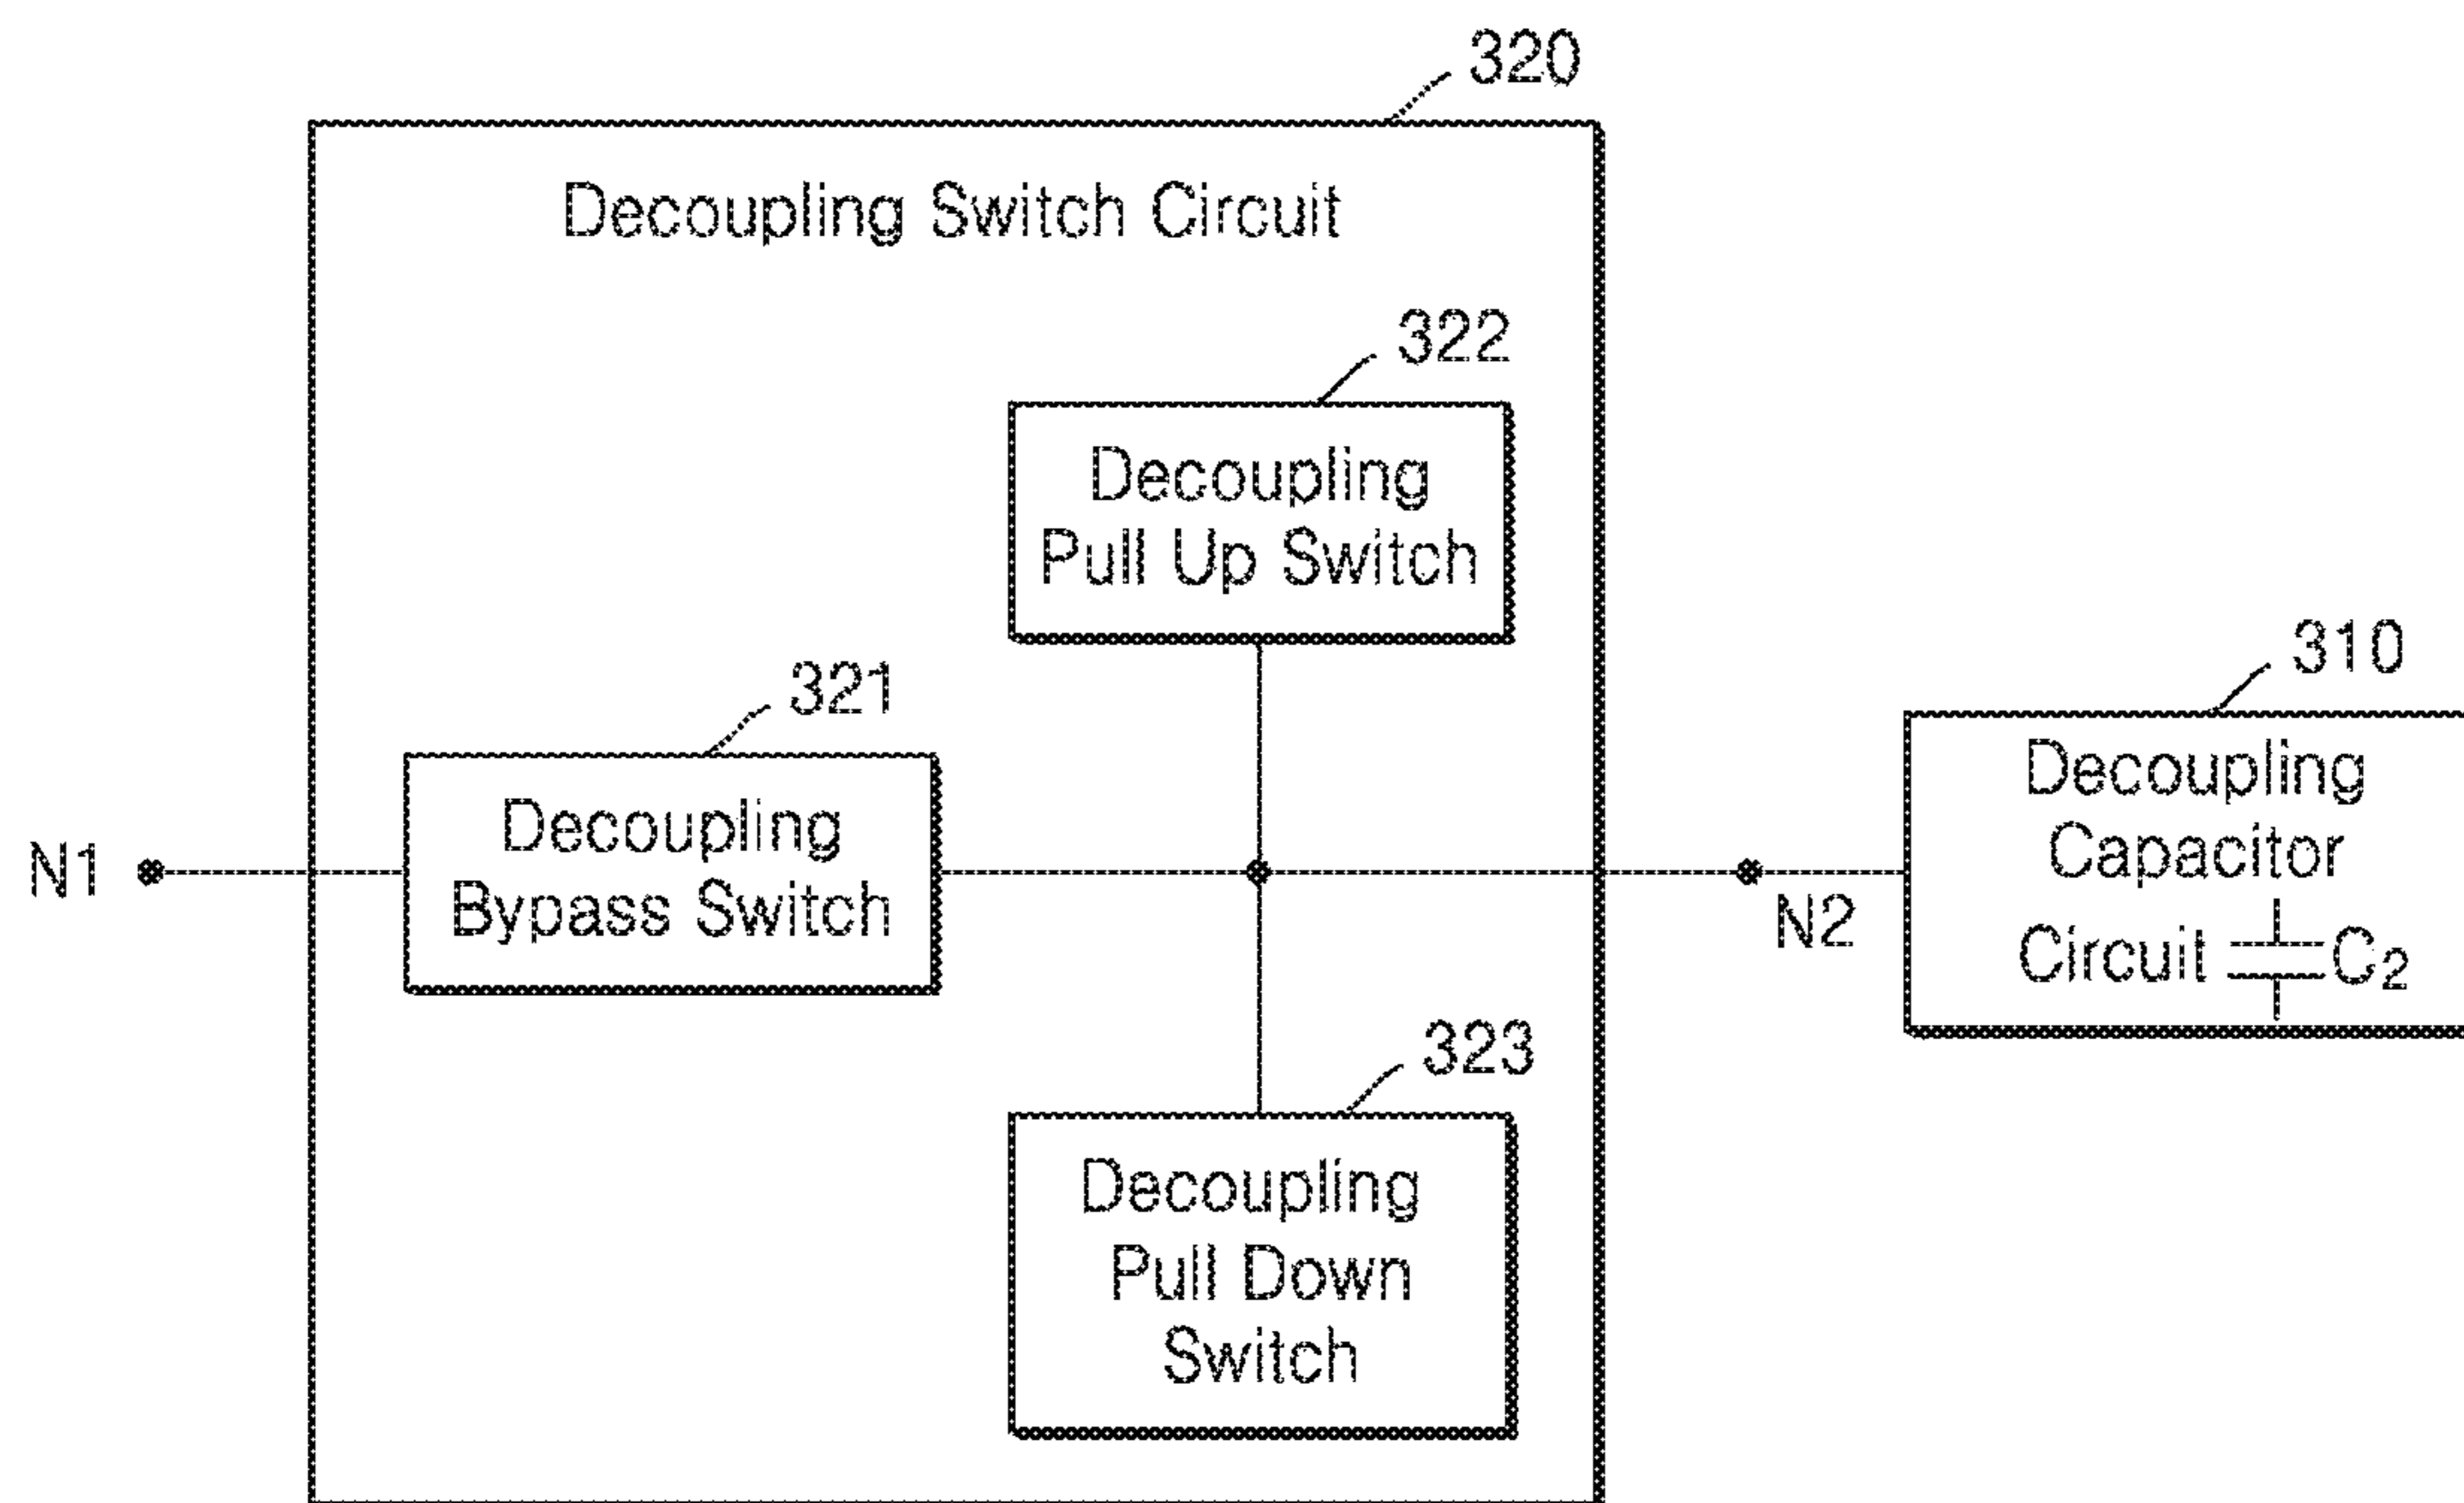 320
Decoupling Switch Circuit
322
Decoupling
Pull Up Switch
310
321
Decoupling
Capacitor
Circuit C2
Decoupling
Bypass Switch
N1
N2
323
Decoupling
Pull Down
Switch